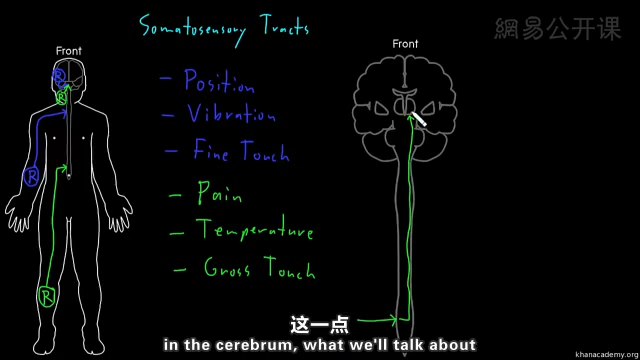 Somatosensory Tracts
網易公开课
Front
Front
R
R
R
R
- Position
- Vibration
- Fine Touch
- Pain
- Temperature
- Gross Touch
这一点
in the cerebrum, what we'll talk about
khanacademy.org